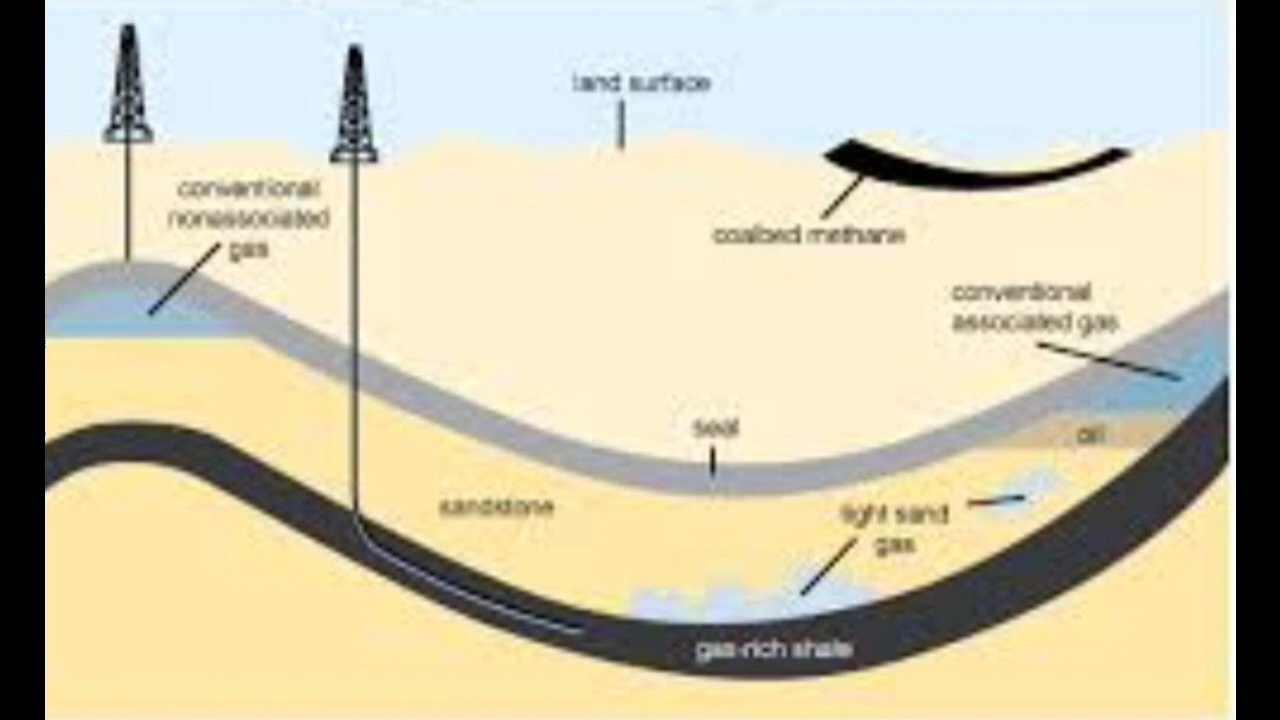 land surface
conventional
nonassociated
gas
coalbed methane
conventional
associated gas
seal
oil
sandstone
tight sand
gas
gas-rich shale